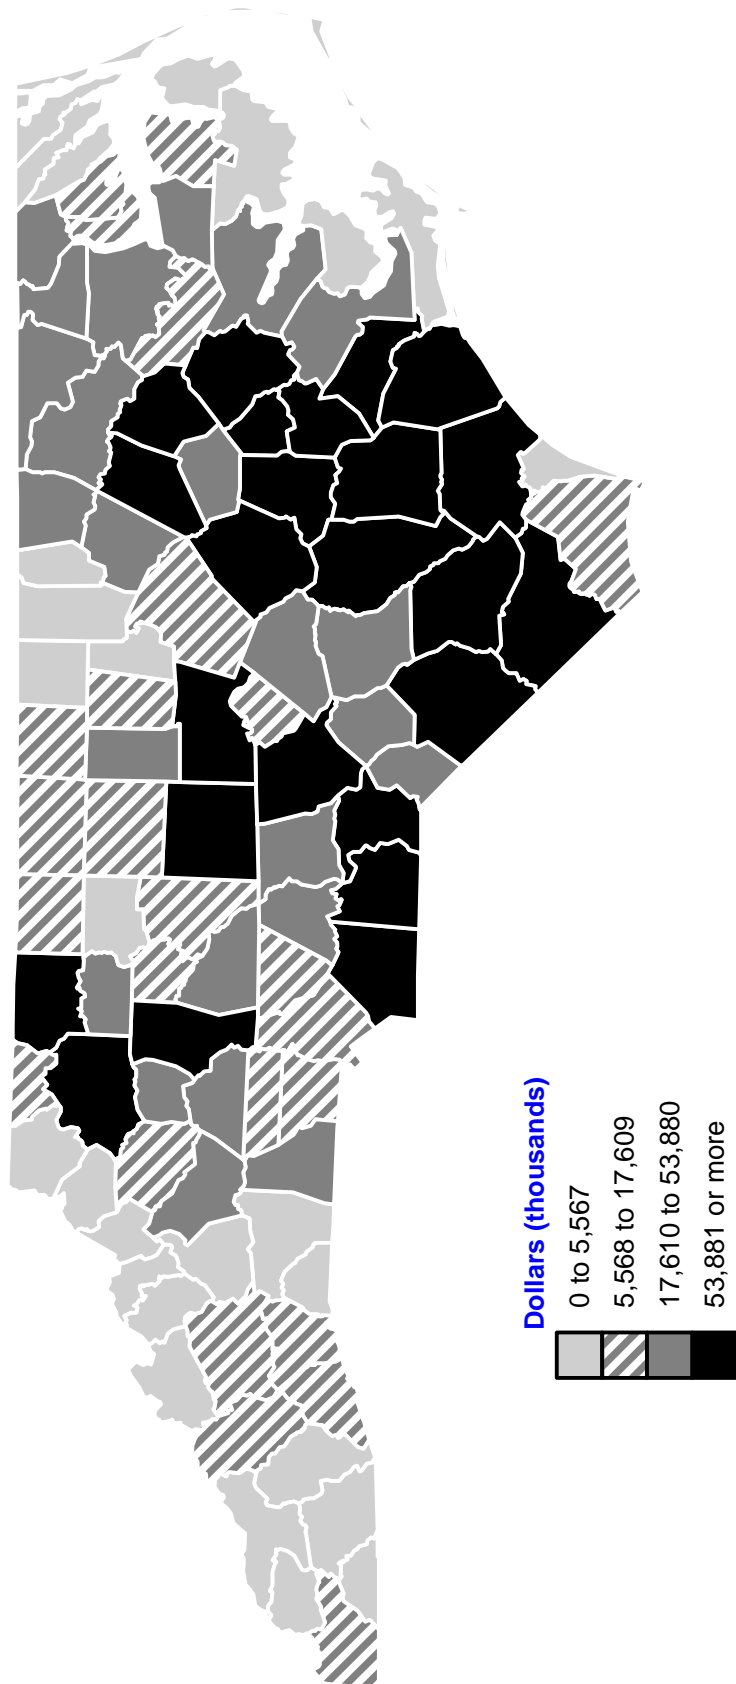 Dollars (thousands)
0 to 5,567
5,568 to 17,609
17,610 to 53,880
53,881 or more